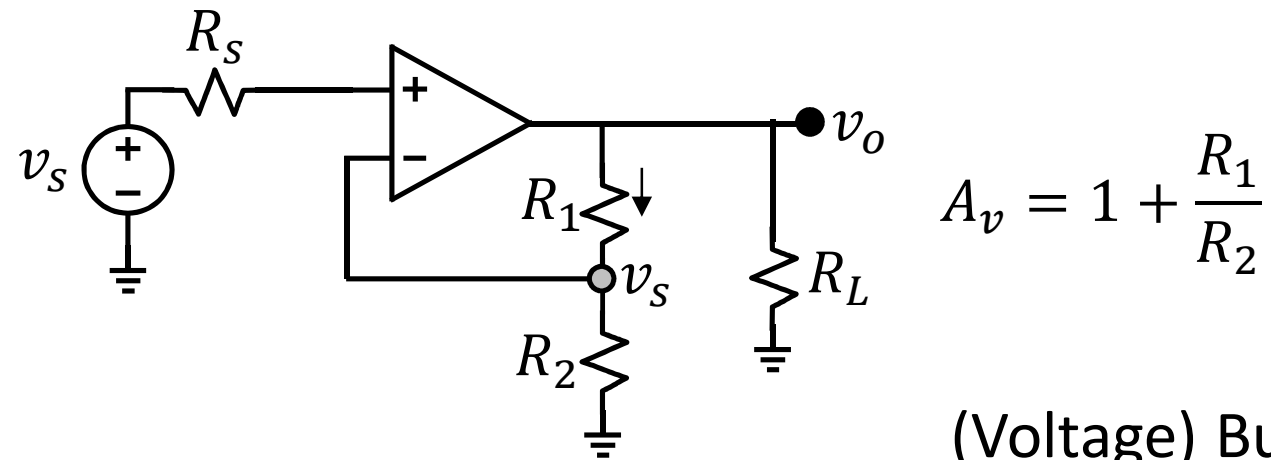 R_s
+
−
v_s
+
−
v_o
R_1
v_s
R_2
R_L
A_v = 1 + R_1/R_2
(Voltage) Bu